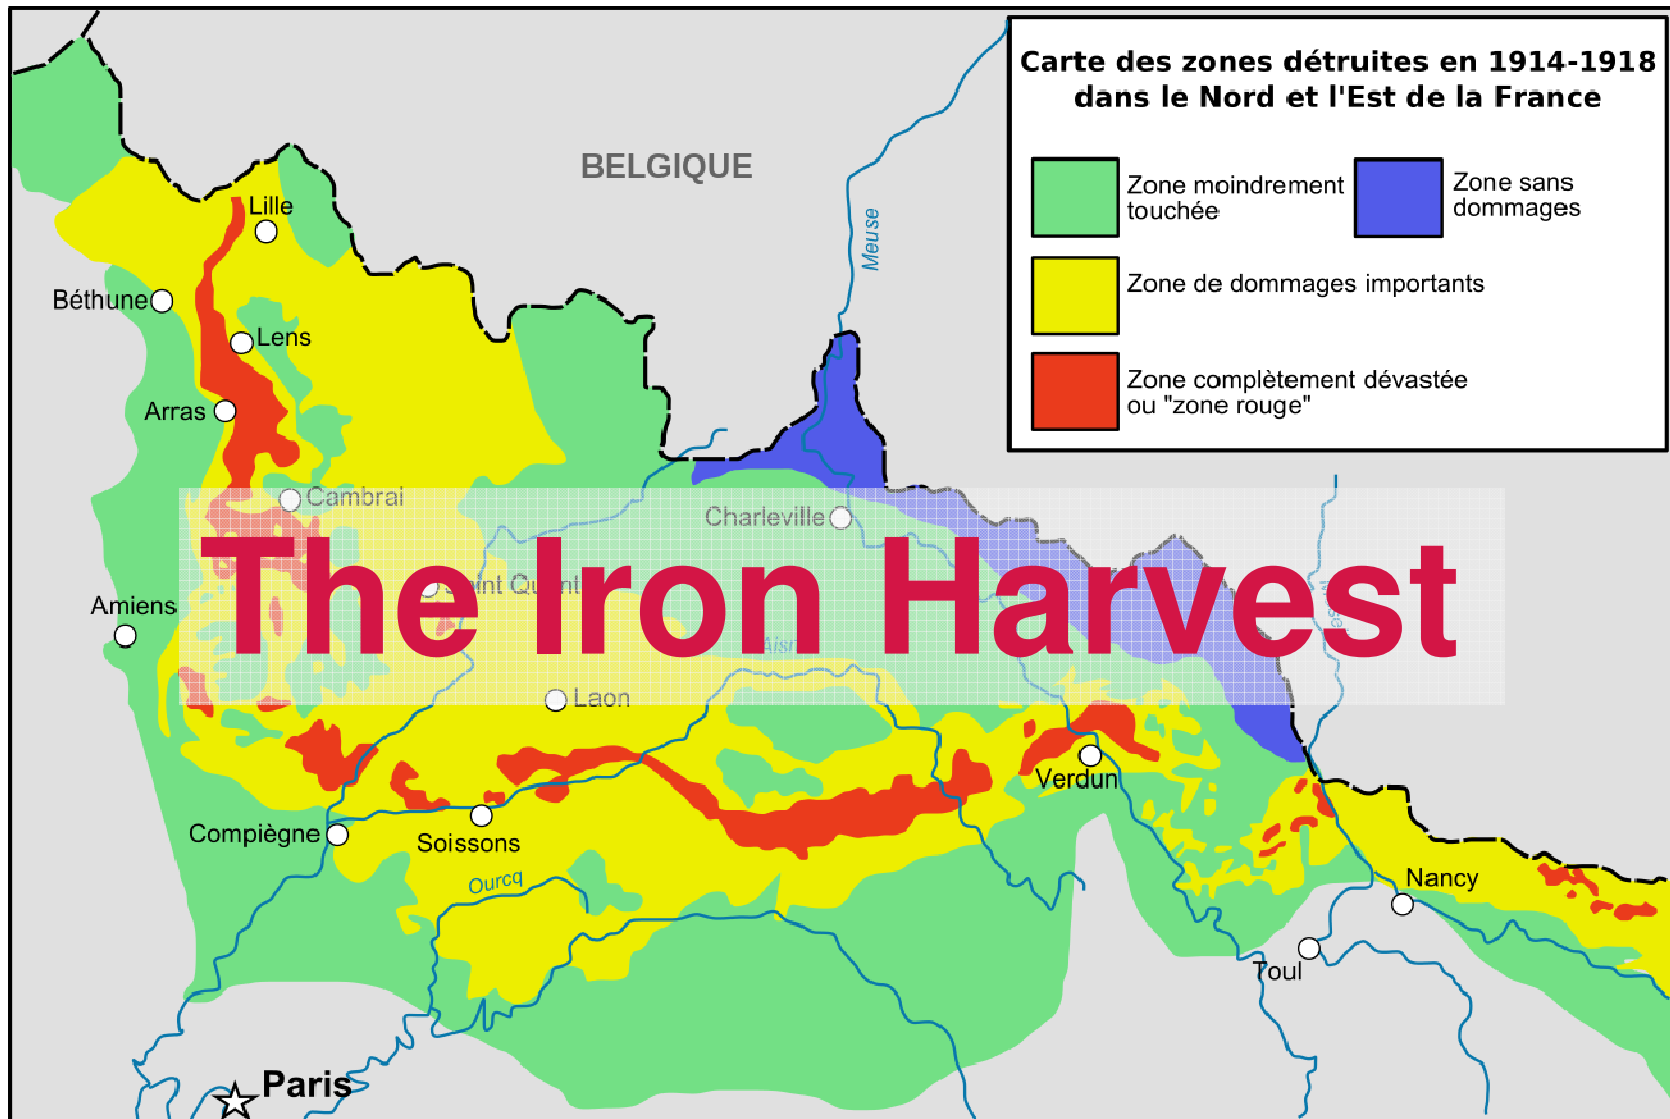 Carte des zones détruites en 1914-1918
dans le Nord et l'Est de la France
Zone moindrement
touchée
Zone sans
dommages
Zone de dommages importants
Zone complètement dévastée
ou "zone rouge"
BELGIQUE
Meuse
Lille
Béthune
Lens
Arras
Cambrai
Charleville
The Iron Harvest
Amiens
Laon
Verdun
Compiègne
Soissons
Ourcq
Nancy
Toul
Paris